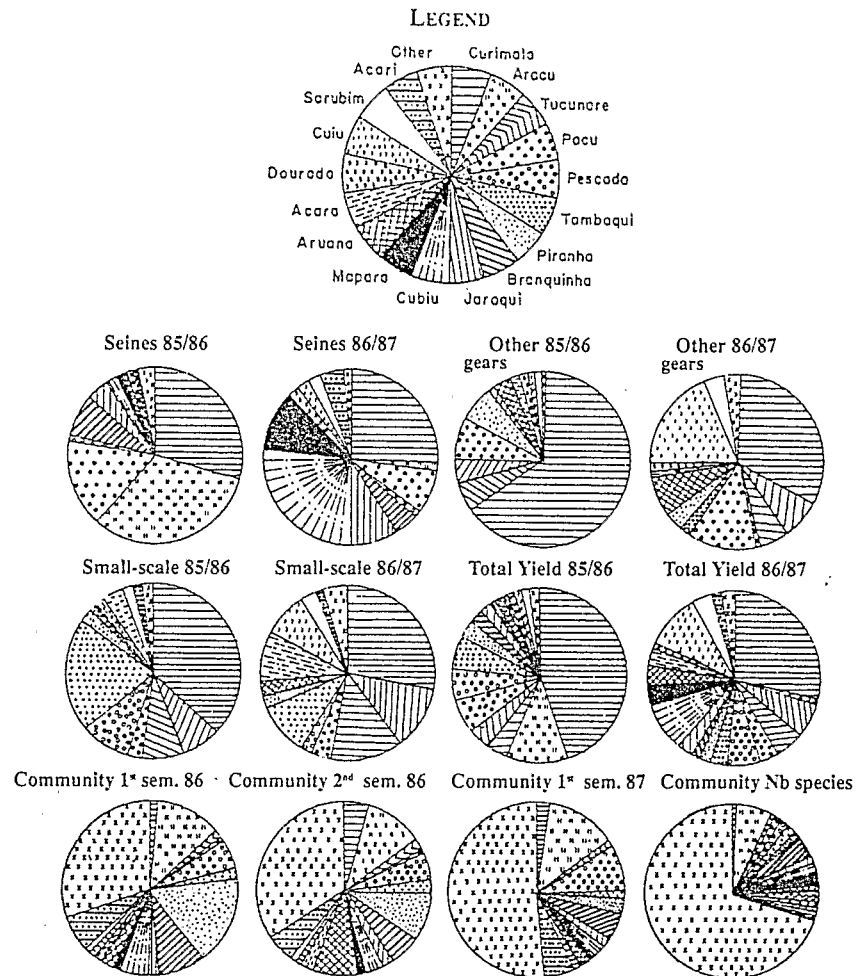 LEGEND
Other
Curimala
Acari
Aracu
Sorubim
Tucunare
Cuiu
Pacu
Dourado
Pescada
Acara
Tambaqui
Aruana
Piranha
Mapara
Branquinha
Cubiu
Jaraqui
Seines 85/86
Seines 86/87
Other 85/86
gears
Other 86/87
gears
Small-scale 85/86
Small-scale 86/87
Total Yield 85/86
Total Yield 86/87
Community 1st sem. 86
Community 2nd sem. 86
Community 1st sem. 87
Community Nb species